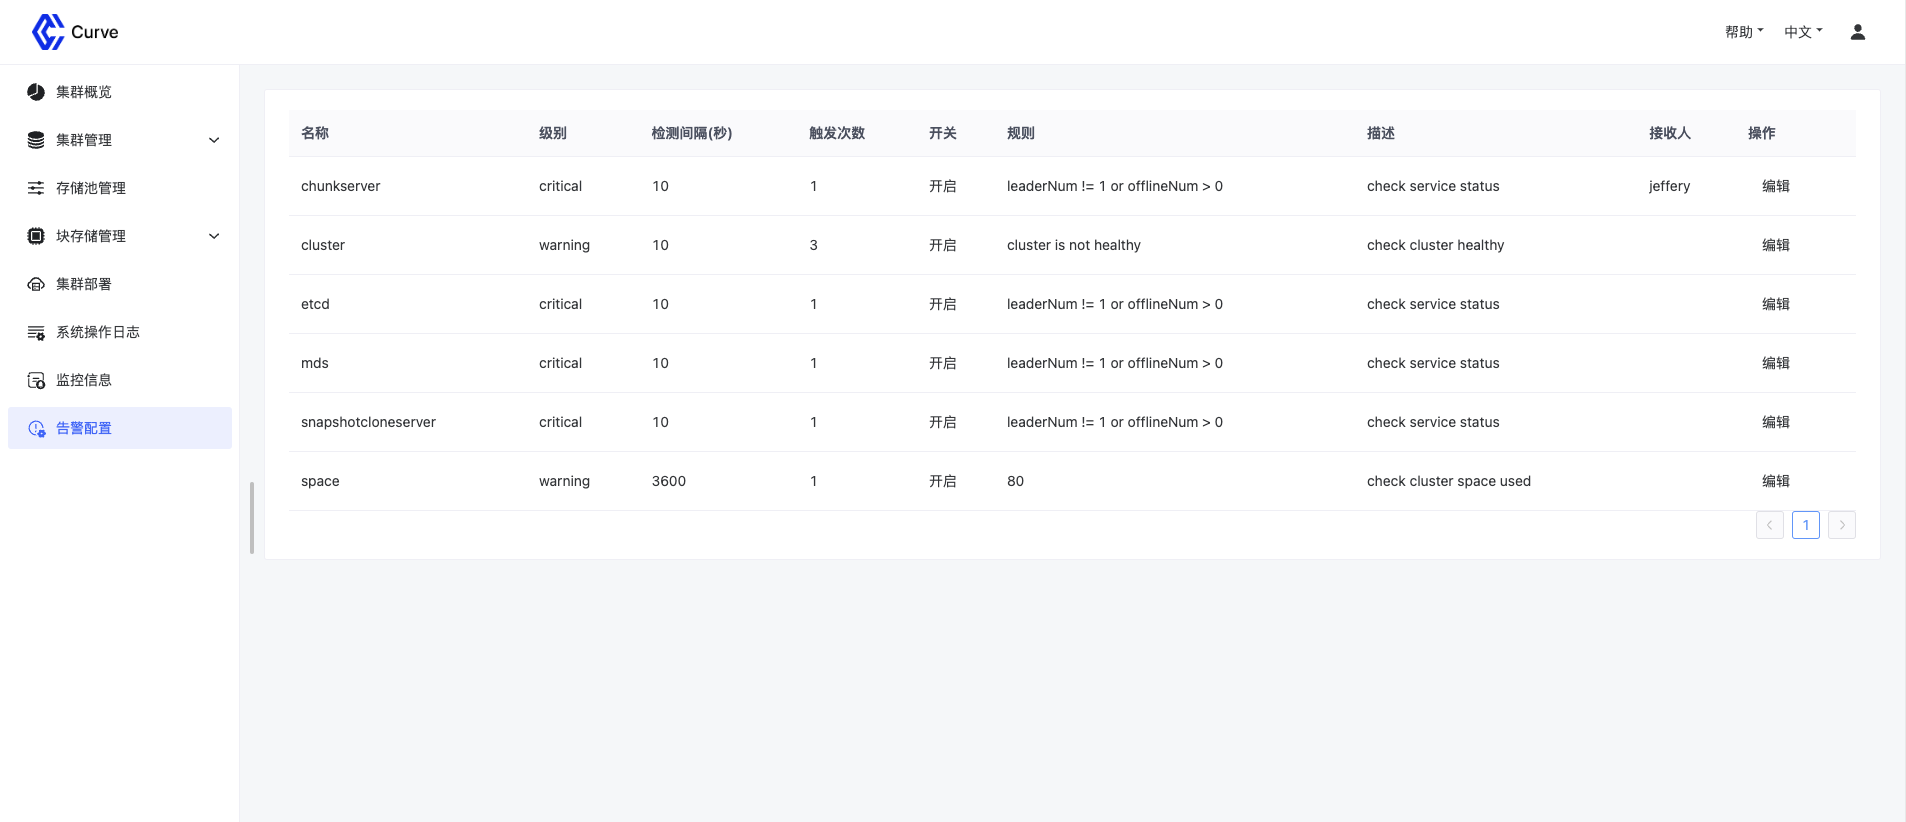 Curve
帮助
中文
集群概览
集群管理
存储池管理
块存储管理
集群部署
系统操作日志
监控信息
告警配置
名称 级别 检测间隔(秒) 触发次数 开关 规则 描述 接收人 操作
chunkserver critical 10 1 开启 leaderNum != 1 or offlineNum > 0 check service status jeffery 编辑
cluster warning 10 3 开启 cluster is not healthy check cluster healthy 编辑
etcd critical 10 1 开启 leaderNum != 1 or offlineNum > 0 check service status 编辑
mds critical 10 1 开启 leaderNum != 1 or offlineNum > 0 check service status 编辑
snapshotcloneserver critical 10 1 开启 leaderNum != 1 or offlineNum > 0 check service status 编辑
space warning 3600 1 开启 80 check cluster space used 编辑
1